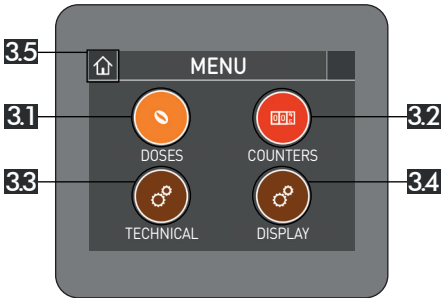 3.5
MENU
3.1
3.2
DOSES
COUNTERS
3.3
3.4
TECHNICAL
DISPLAY